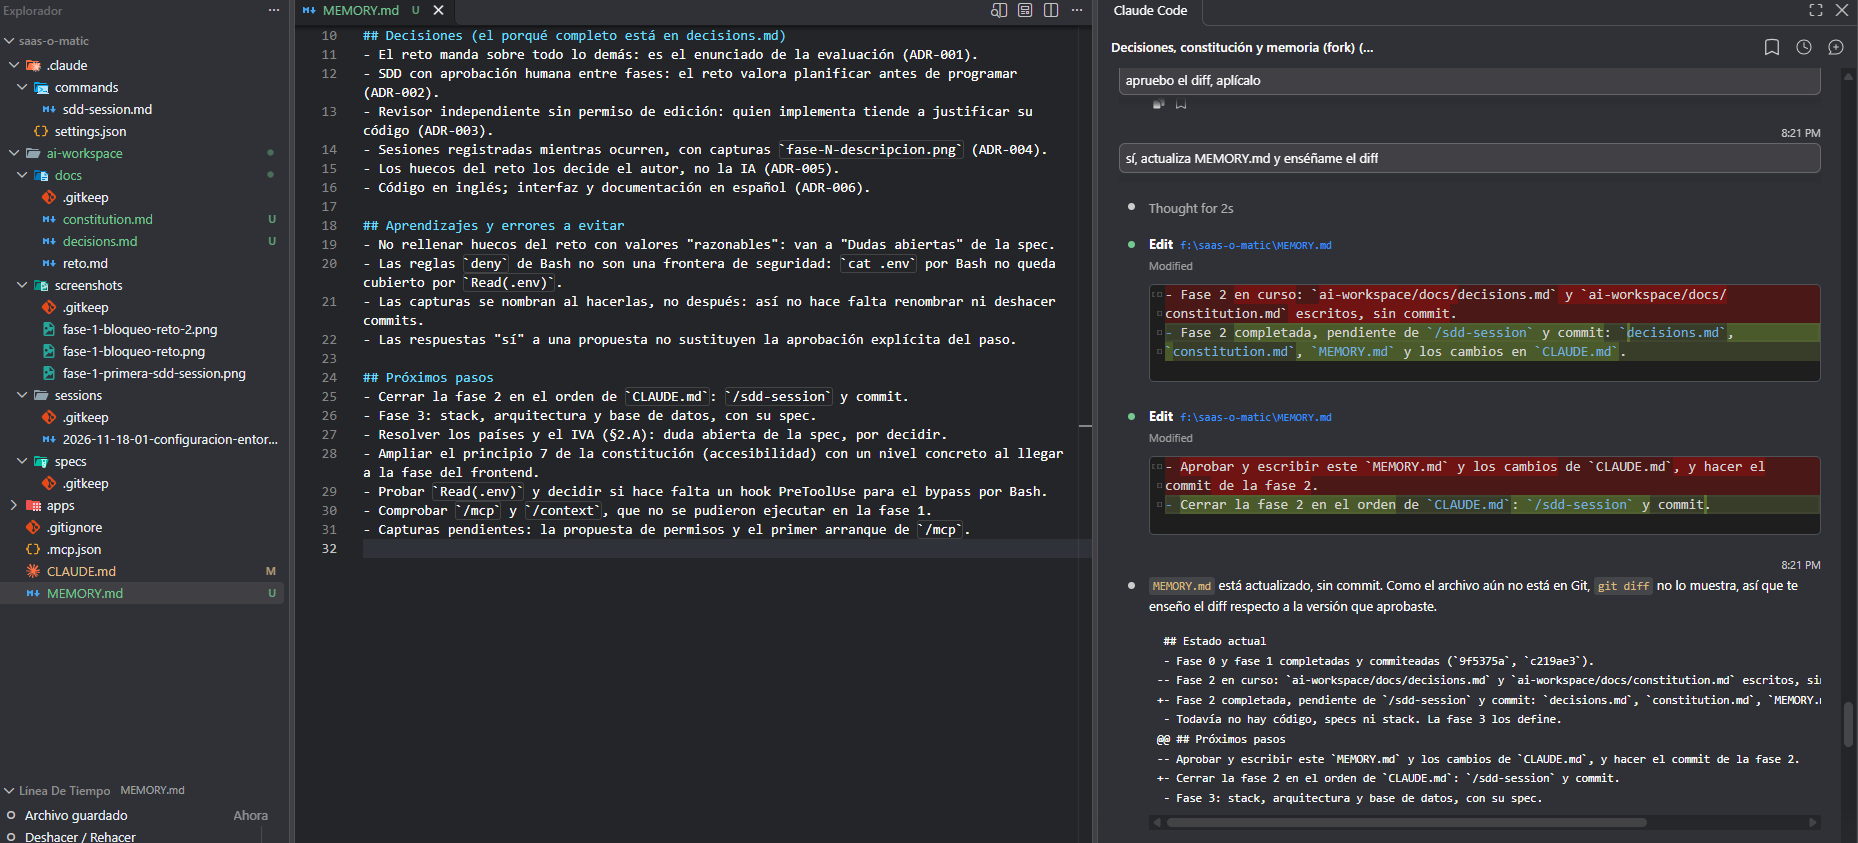 Explorador
saas-o-matic
.claude
commands
sdd-session.md
settings.json
ai-workspace
docs
.gitkeep
constitution.md U
decisions.md U
reto.md
screenshots
.gitkeep
fase-1-bloqueo-reto-2.png
fase-1-bloqueo-reto.png
fase-1-primera-sdd-session.png
sessions
.gitkeep
2026-11-18-01-configuracion-entor...
specs
.gitkeep
apps
.gitignore
.mcp.json
CLAUDE.md M
MEMORY.md U
Línea De Tiempo MEMORY.md
Archivo guardado Ahora
Deshacer / Rehacer
MEMORY.md U
10 ## Decisiones (el porqué completo está en decisions.md)
11 - El reto manda sobre todo lo demás: es el enunciado de la evaluación (ADR-001).
12 - SDD con aprobación humana entre fases: el reto valora planificar antes de programar
(ADR-002).
13 - Revisor independiente sin permiso de edición: quien implementa tiende a justificar su
código (ADR-003).
14 - Sesiones registradas mientras ocurren, con capturas `fase-N-descripcion.png` (ADR-004).
15 - Los huecos del reto los decide el autor, no la IA (ADR-005).
16 - Código en inglés; interfaz y documentación en español (ADR-006).
17
18 ## Aprendizajes y errores a evitar
19 - No rellenar huecos del reto con valores "razonables": van a "Dudas abiertas" de la spec.
20 - Las reglas `deny` de Bash no son una frontera de seguridad: `cat .env` por Bash no queda
cubierto por `Read(.env)`.
21 - Las capturas se nombran al hacerlas, no después: así no hace falta renombrar ni deshacer
commits.
22 - Las respuestas "sí" a una propuesta no sustituyen la aprobación explícita del paso.
23
24 ## Próximos pasos
25 - Cerrar la fase 2 en el orden de `CLAUDE.md`: `/sdd-session` y commit.
26 - Fase 3: stack, arquitectura y base de datos, con su spec.
27 - Resolver los países y el IVA (§2.A): duda abierta de la spec, por decidir.
28 - Ampliar el principio 7 de la constitución (accesibilidad) con un nivel concreto al llegar
a la fase del frontend.
29 - Probar `Read(.env)` y decidir si hace falta un hook PreToolUse para el bypass por Bash.
30 - Comprobar `/mcp` y `/context`, que no se pudieron ejecutar en la fase 1.
31 - Capturas pendientes: la propuesta de permisos y el primer arranque de `/mcp`.
32
Claude Code
Decisiones, constitución y memoria (fork) (...
apruebo el diff, aplícalo
8:21 PM
sí, actualiza MEMORY.md y enséñame el diff
Thought for 2s
Edit f:\saas-o-matic\MEMORY.md
Modified
- Fase 2 en curso: `ai-workspace/docs/decisions.md` y `ai-workspace/docs/
constitution.md` escritos, sin commit.
- Fase 2 completada, pendiente de `/sdd-session` y commit: `decisions.md`,
`constitution.md`, `MEMORY.md` y los cambios en `CLAUDE.md`.
Edit f:\saas-o-matic\MEMORY.md
Modified
- Aprobar y escribir este `MEMORY.md` y los cambios de `CLAUDE.md`, y hacer el
commit de la fase 2.
- Cerrar la fase 2 en el orden de `CLAUDE.md`: `/sdd-session` y commit.
8:21 PM
MEMORY.md está actualizado, sin commit. Como el archivo aún no está en Git, git diff no lo muestra, así que te
enseño el diff respecto a la versión que aprobaste.
## Estado actual
- Fase 0 y fase 1 completadas y commiteadas (`9f5375a`, `c219ae3`).
-- Fase 2 en curso: `ai-workspace/docs/decisions.md` y `ai-workspace/docs/constitution.md` escritos, sin
+- Fase 2 completada, pendiente de `/sdd-session` y commit: `decisions.md`, `constitution.md`, `MEMORY.m
- Todavía no hay código, specs ni stack. La fase 3 los define.
@@ ## Próximos pasos
-- Aprobar y escribir este `MEMORY.md` y los cambios de `CLAUDE.md`, y hacer el commit de la fase 2.
+- Cerrar la fase 2 en el orden de `CLAUDE.md`: `/sdd-session` y commit.
- Fase 3: stack, arquitectura y base de datos, con su spec.